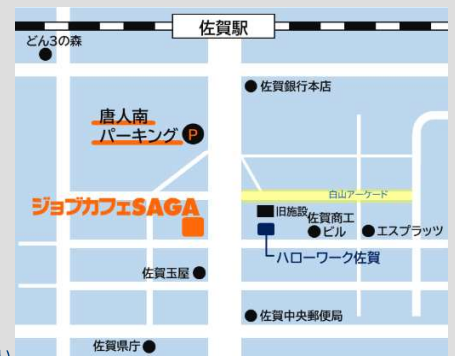 佐賀駅
どん3の森
佐賀銀行本店
唐人南
パーキング P
白山アーケード
ジョブカフェSAGA
旧施設
佐賀商工
ビル
エスプラッツ
ハローワーク佐賀
佐賀玉屋
佐賀中央郵便局
佐賀県庁
い